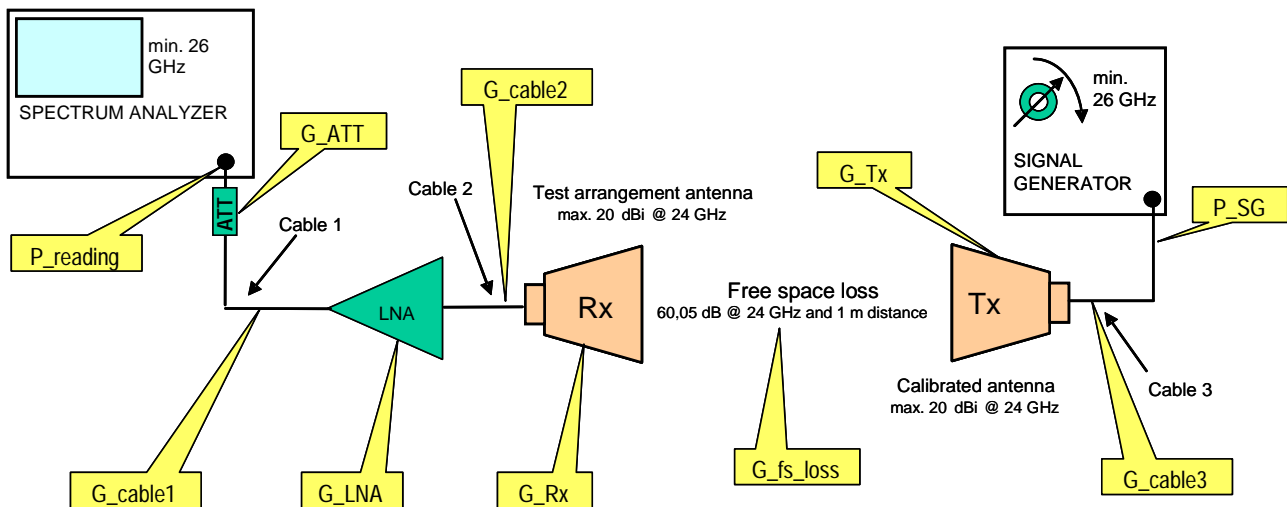 min. 26
GHz
SPECTRUM ANALYZER
G_ATT
ATT
P_reading
Cable 1
G_cable2
Cable 2
Test arrangement antenna
max. 20 dBi @ 24 GHz
LNA
Rx
Free space loss
60,05 dB @ 24 GHz and 1 m distance
G_Tx
Tx
min.
26 GHz
SIGNAL
GENERATOR
P_SG
Calibrated antenna
max. 20 dBi @ 24 GHz
Cable 3
G_cable1
G_LNA
G_Rx
G_fs_loss
G_cable3